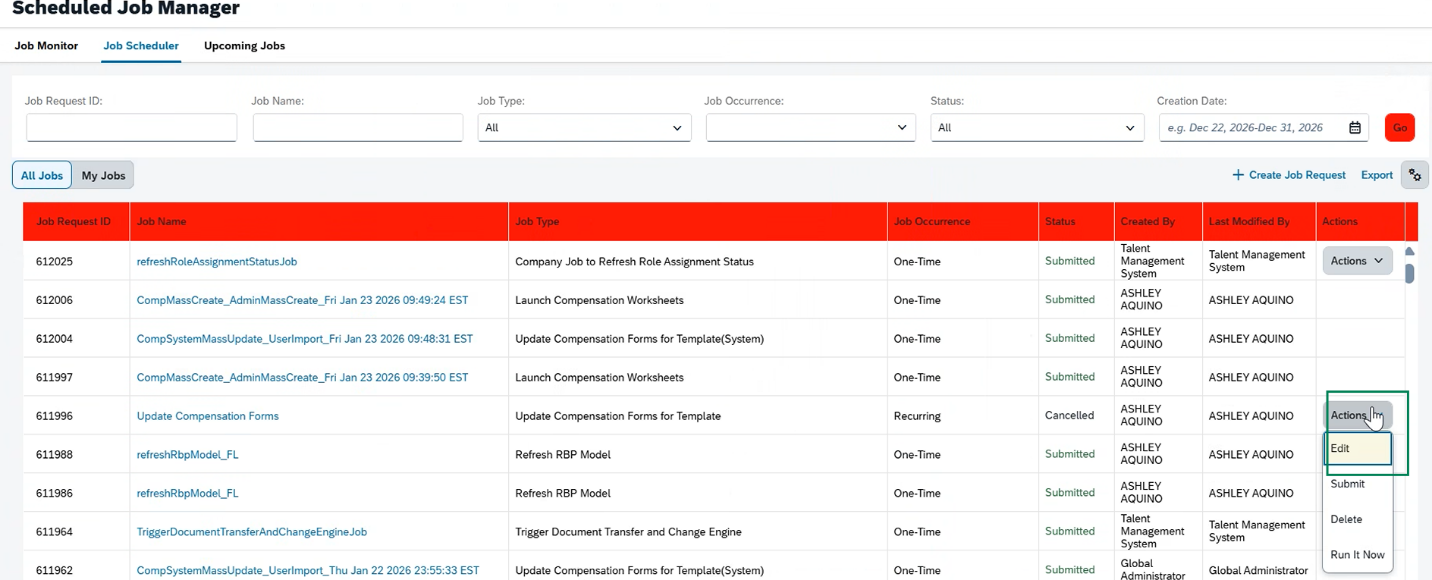 Scheduled Job Manager
Job Monitor Job Scheduler Upcoming Jobs
Job Request ID: Job Name: Job Type: Job Occurrence: Status: Creation Date:
All All e.g. Dec 22, 2026-Dec 31, 2026 Go
All Jobs My Jobs + Create Job Request Export
Job Request ID Job Name Job Type Job Occurrence Status Created By Last Modified By Actions
612025 refreshRoleAssignmentStatusJob Company Job to Refresh Role Assignment Status One-Time Submitted Talent Management System Talent Management System Actions
612006 CompMassCreate_AdminMassCreate_Fri Jan 23 2026 09:49:24 EST Launch Compensation Worksheets One-Time Submitted ASHLEY AQUINO ASHLEY AQUINO
612004 CompSystemMassUpdate_UserImport_Fri Jan 23 2026 09:48:31 EST Update Compensation Forms for Template(System) One-Time Submitted ASHLEY AQUINO ASHLEY AQUINO
611997 CompMassCreate_AdminMassCreate_Fri Jan 23 2026 09:39:50 EST Launch Compensation Worksheets One-Time Submitted ASHLEY AQUINO ASHLEY AQUINO
611996 Update Compensation Forms Update Compensation Forms for Template Recurring Cancelled ASHLEY AQUINO ASHLEY AQUINO Actions
611988 refreshRbpModel_FL Refresh RBP Model One-Time Submitted ASHLEY AQUINO ASHLEY AQUINO Edit
611986 refreshRbpModel_FL Refresh RBP Model One-Time Submitted ASHLEY AQUINO ASHLEY AQUINO Submit
611964 TriggerDocumentTransferAndChangeEngineJob Trigger Document Transfer and Change Engine One-Time Submitted Talent Management System Talent Management System Delete
611962 CompSystemMassUpdate_UserImport_Thu Jan 22 2026 23:55:33 EST Update Compensation Forms for Template(System) One-Time Submitted Global Administrator Global Administrator Run It Now